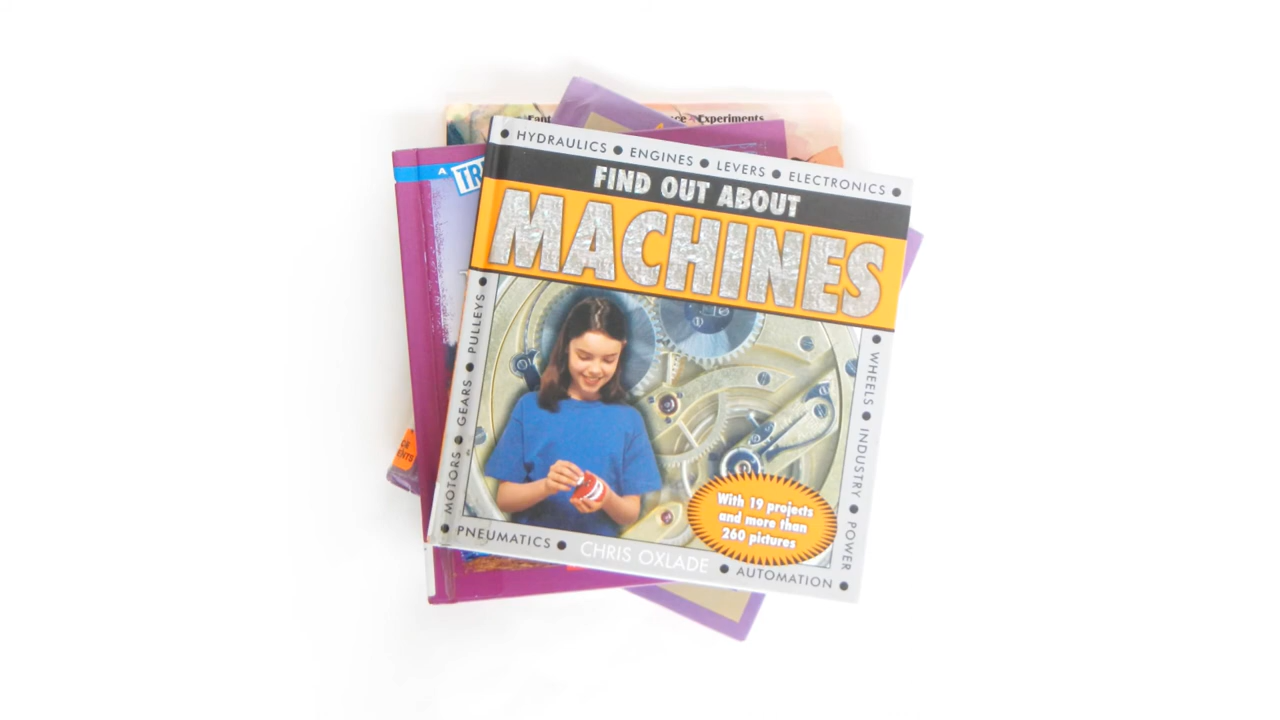 Experiments
A
HYDRAULICS • ENGINES • LEVERS • ELECTRONICS •
FIND OUT ABOUT
MACHINES
MOTORS • GEARS • PULLEYS •
WHEELS • INDUSTRY • POWER
With 19 projects
and more than
260 pictures
• PNEUMATICS • CHRIS OXLADE • AUTOMATION •